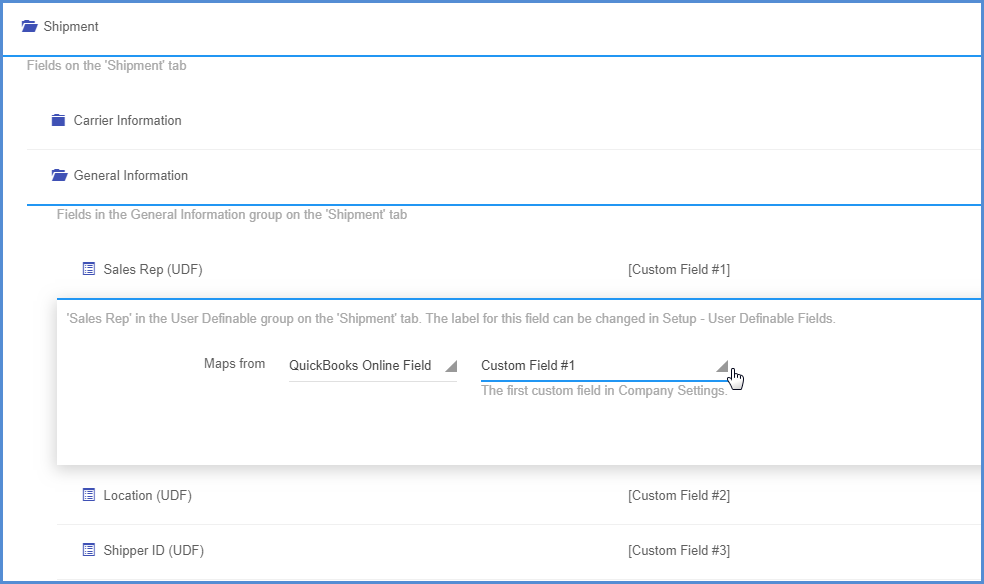 Shipment
Fields on the 'Shipment' tab
Carrier Information
General Information
Fields in the General Information group on the 'Shipment' tab
Sales Rep (UDF) [Custom Field #1]
'Sales Rep' in the User Definable group on the 'Shipment' tab. The label for this field can be changed in Setup - User Definable Fields.
Maps from QuickBooks Online Field Custom Field #1
The first custom field in Company Settings.
Location (UDF) [Custom Field #2]
Shipper ID (UDF) [Custom Field #3]